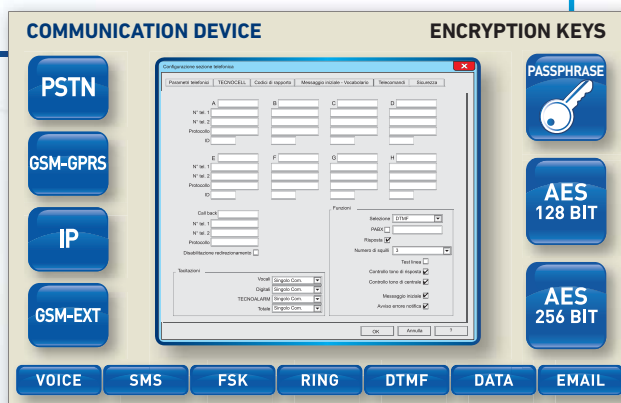 COMMUNICATION DEVICE
ENCRYPTION KEYS
PSTN
GSM-GPRS
IP
GSM-EXT
Configurazione sezione telefonica
Parametri telefonici TECNOCELL Codici di rapporto Messaggio iniziale - Vocabolario Telecomandi Sicurezza
A B C D
N° tel. 1
N° tel. 2
Protocollo
ID
E F G H
N° tel. 1
N° tel. 2
Protocollo
ID
Call back
N° tel. 1
N° tel. 2
Protocollo
Disabilitazione redirezionamento
Tacitazioni
Vocali Singolo Com.
Digitali Singolo Com.
TECNOALARM Singolo Com.
Totale Singolo Com.
Funzioni
Selezione DTMF
PABX
Risposta
Numero di squilli 3
Test linea
Controllo tono di risposta
Controllo tono di centrale
Messaggio iniziale
Avviso errore notifica
OK Annulla ?
PASSPHRASE
AES
128 BIT
AES
256 BIT
VOICE SMS FSK RING DTMF DATA EMAIL